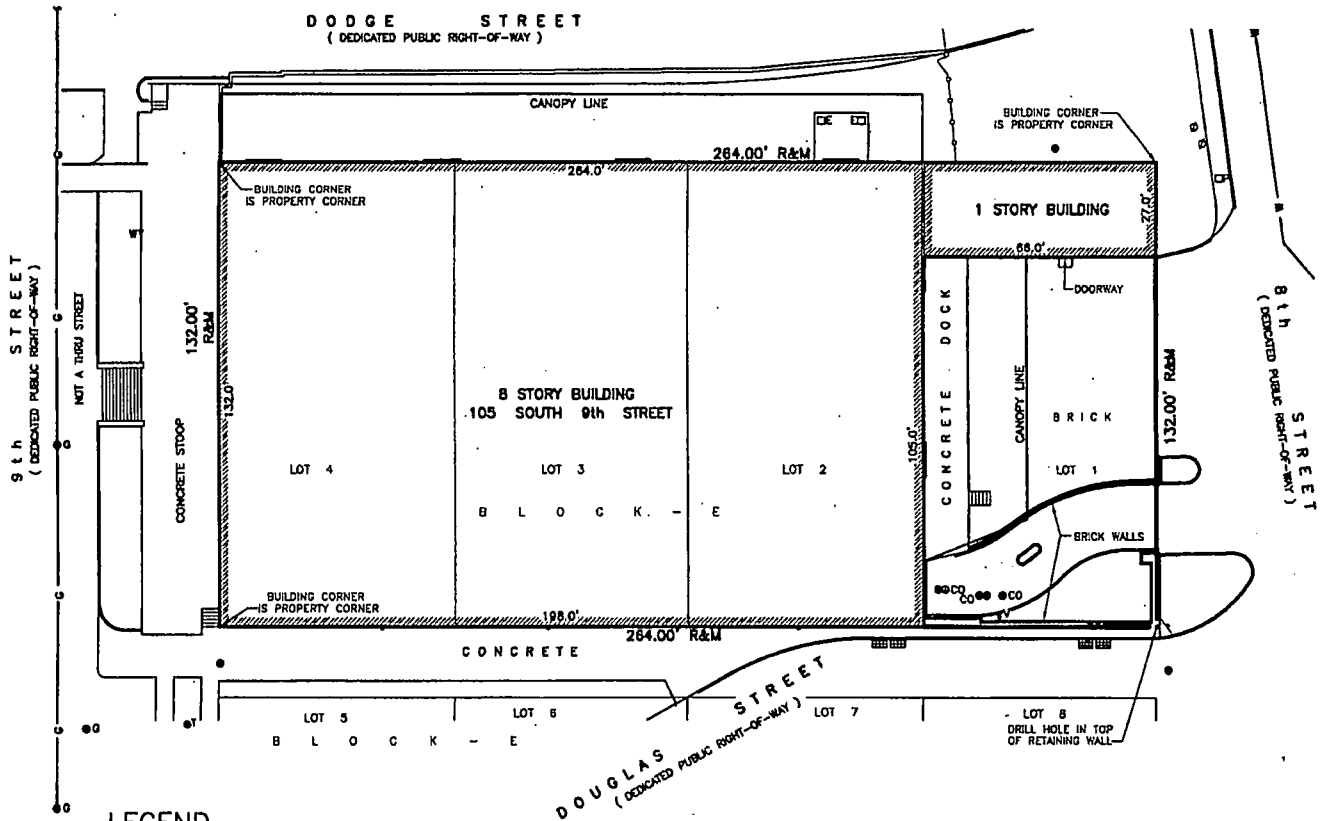 DODGE STREET
( DEDICATED PUBLIC RIGHT-OF-WAY )
CANOPY LINE
BUILDING CORNER
IS PROPERTY CORNER
264.00' R&M
264.0'
BUILDING CORNER
IS PROPERTY CORNER
1 STORY BUILDING
27.0'
66.0'
DOORWAY
9th STREET
( DEDICATED PUBLIC RIGHT-OF-WAY )
NOT A THRU STREET
132.00'
R&M
132.0'
CONCRETE STOOP
8 STORY BUILDING
105 SOUTH 9th STREET
105.0'
CONCRETE DOCK
CANOPY LINE
BRICK
132.00' R&M
8th STREET
( DEDICATED PUBLIC RIGHT-OF-WAY )
LOT 4
LOT 3
LOT 2
LOT 1
BLOCK - E
BRICK WALLS
CO
CO
CO
BUILDING CORNER
IS PROPERTY CORNER
198.0'
264.00' R&M
CONCRETE
DOUGLAS STREET
( DEDICATED PUBLIC RIGHT-OF-WAY )
LOT 5
LOT 6
LOT 7
LOT 8
BLOCK - E
DRILL HOLE IN TOP
OF RETAINING WALL
G
G
G
T
LEGEND